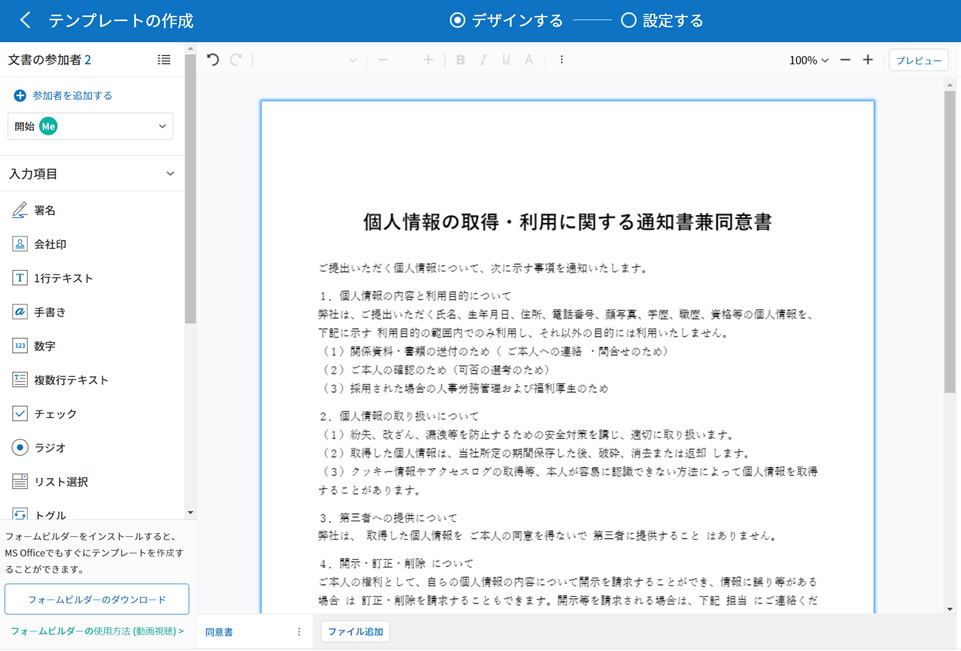 テンプレートの作成
デザインする
設定する
文書の参加者 2
参加者を追加する
開始 Me
入力項目
署名
会社印
T 1行テキスト
a 手書き
123 数字
複数行テキスト
チェック
ラジオ
リスト選択
トグル
フォームビルダーをインストールすると、
MS Officeでもすぐにテンプレートを作成す
ることができます。
フォームビルダーのダウンロード
フォームビルダーの使用方法 (動画視聴) >
B I U A
100%
プレビュー
個人情報の取得・利用に関する通知書兼同意書
ご提出いただく個人情報について、次に示す事項を通知いたします。
1．個人情報の内容と利用目的について
弊社は、ご提出いただく氏名、生年月日、住所、電話番号、顔写真、学歴、職歴、資格等の個人情報を、
下記に示す 利用目的の範囲内でのみ利用し、それ以外の目的には利用いたしません。
（1）関係資料・書類の送付のため（ ご本人への連絡 ・問合せのため）
（2）ご本人の確認のため（可否の選考のため）
（3）採用された場合の人事労務管理および福利厚生のため
2．個人情報の取り扱いについて
（1）紛失、改ざん、漏洩等を防止するための安全対策を講じ、適切に取り扱います。
（2）取得した個人情報は、当社所定の期間保存した後、破砕、消去または返却 します。
（3）クッキー情報やアクセスログの取得等、本人が容易に認識できない方法によって個人情報を取得
することがあります。
3．第三者への提供について
弊社は、 取得した個人情報を ご本人の同意を得ないで 第三者に提供すること はありません。
4．開示・訂正・削除 について
ご本人の権利として、自らの個人情報の内容について開示を請求することができ、情報に誤り等がある
場合 は 訂正・削除を請求することもできます。開示等を請求される場合は、下記 担当 にご連絡くだ
同意書
ファイル追加